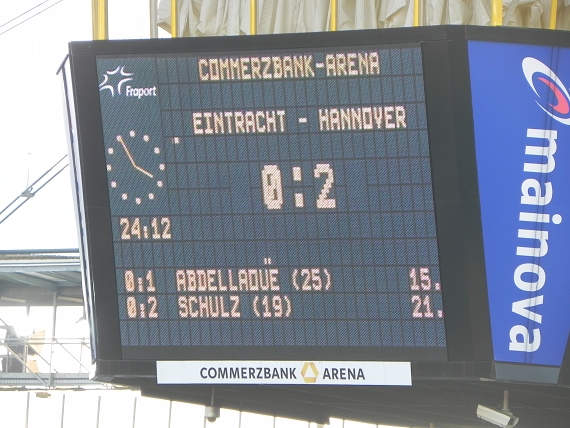 COMMERZBANK-ARENA
Fraport
EINTRACHT - HANNOVER
0:2
24:12
0:1 ABDELLAOÜE (25) 15.
0:2 SCHULZ (19) 21.
COMMERZBANK ARENA
mainova